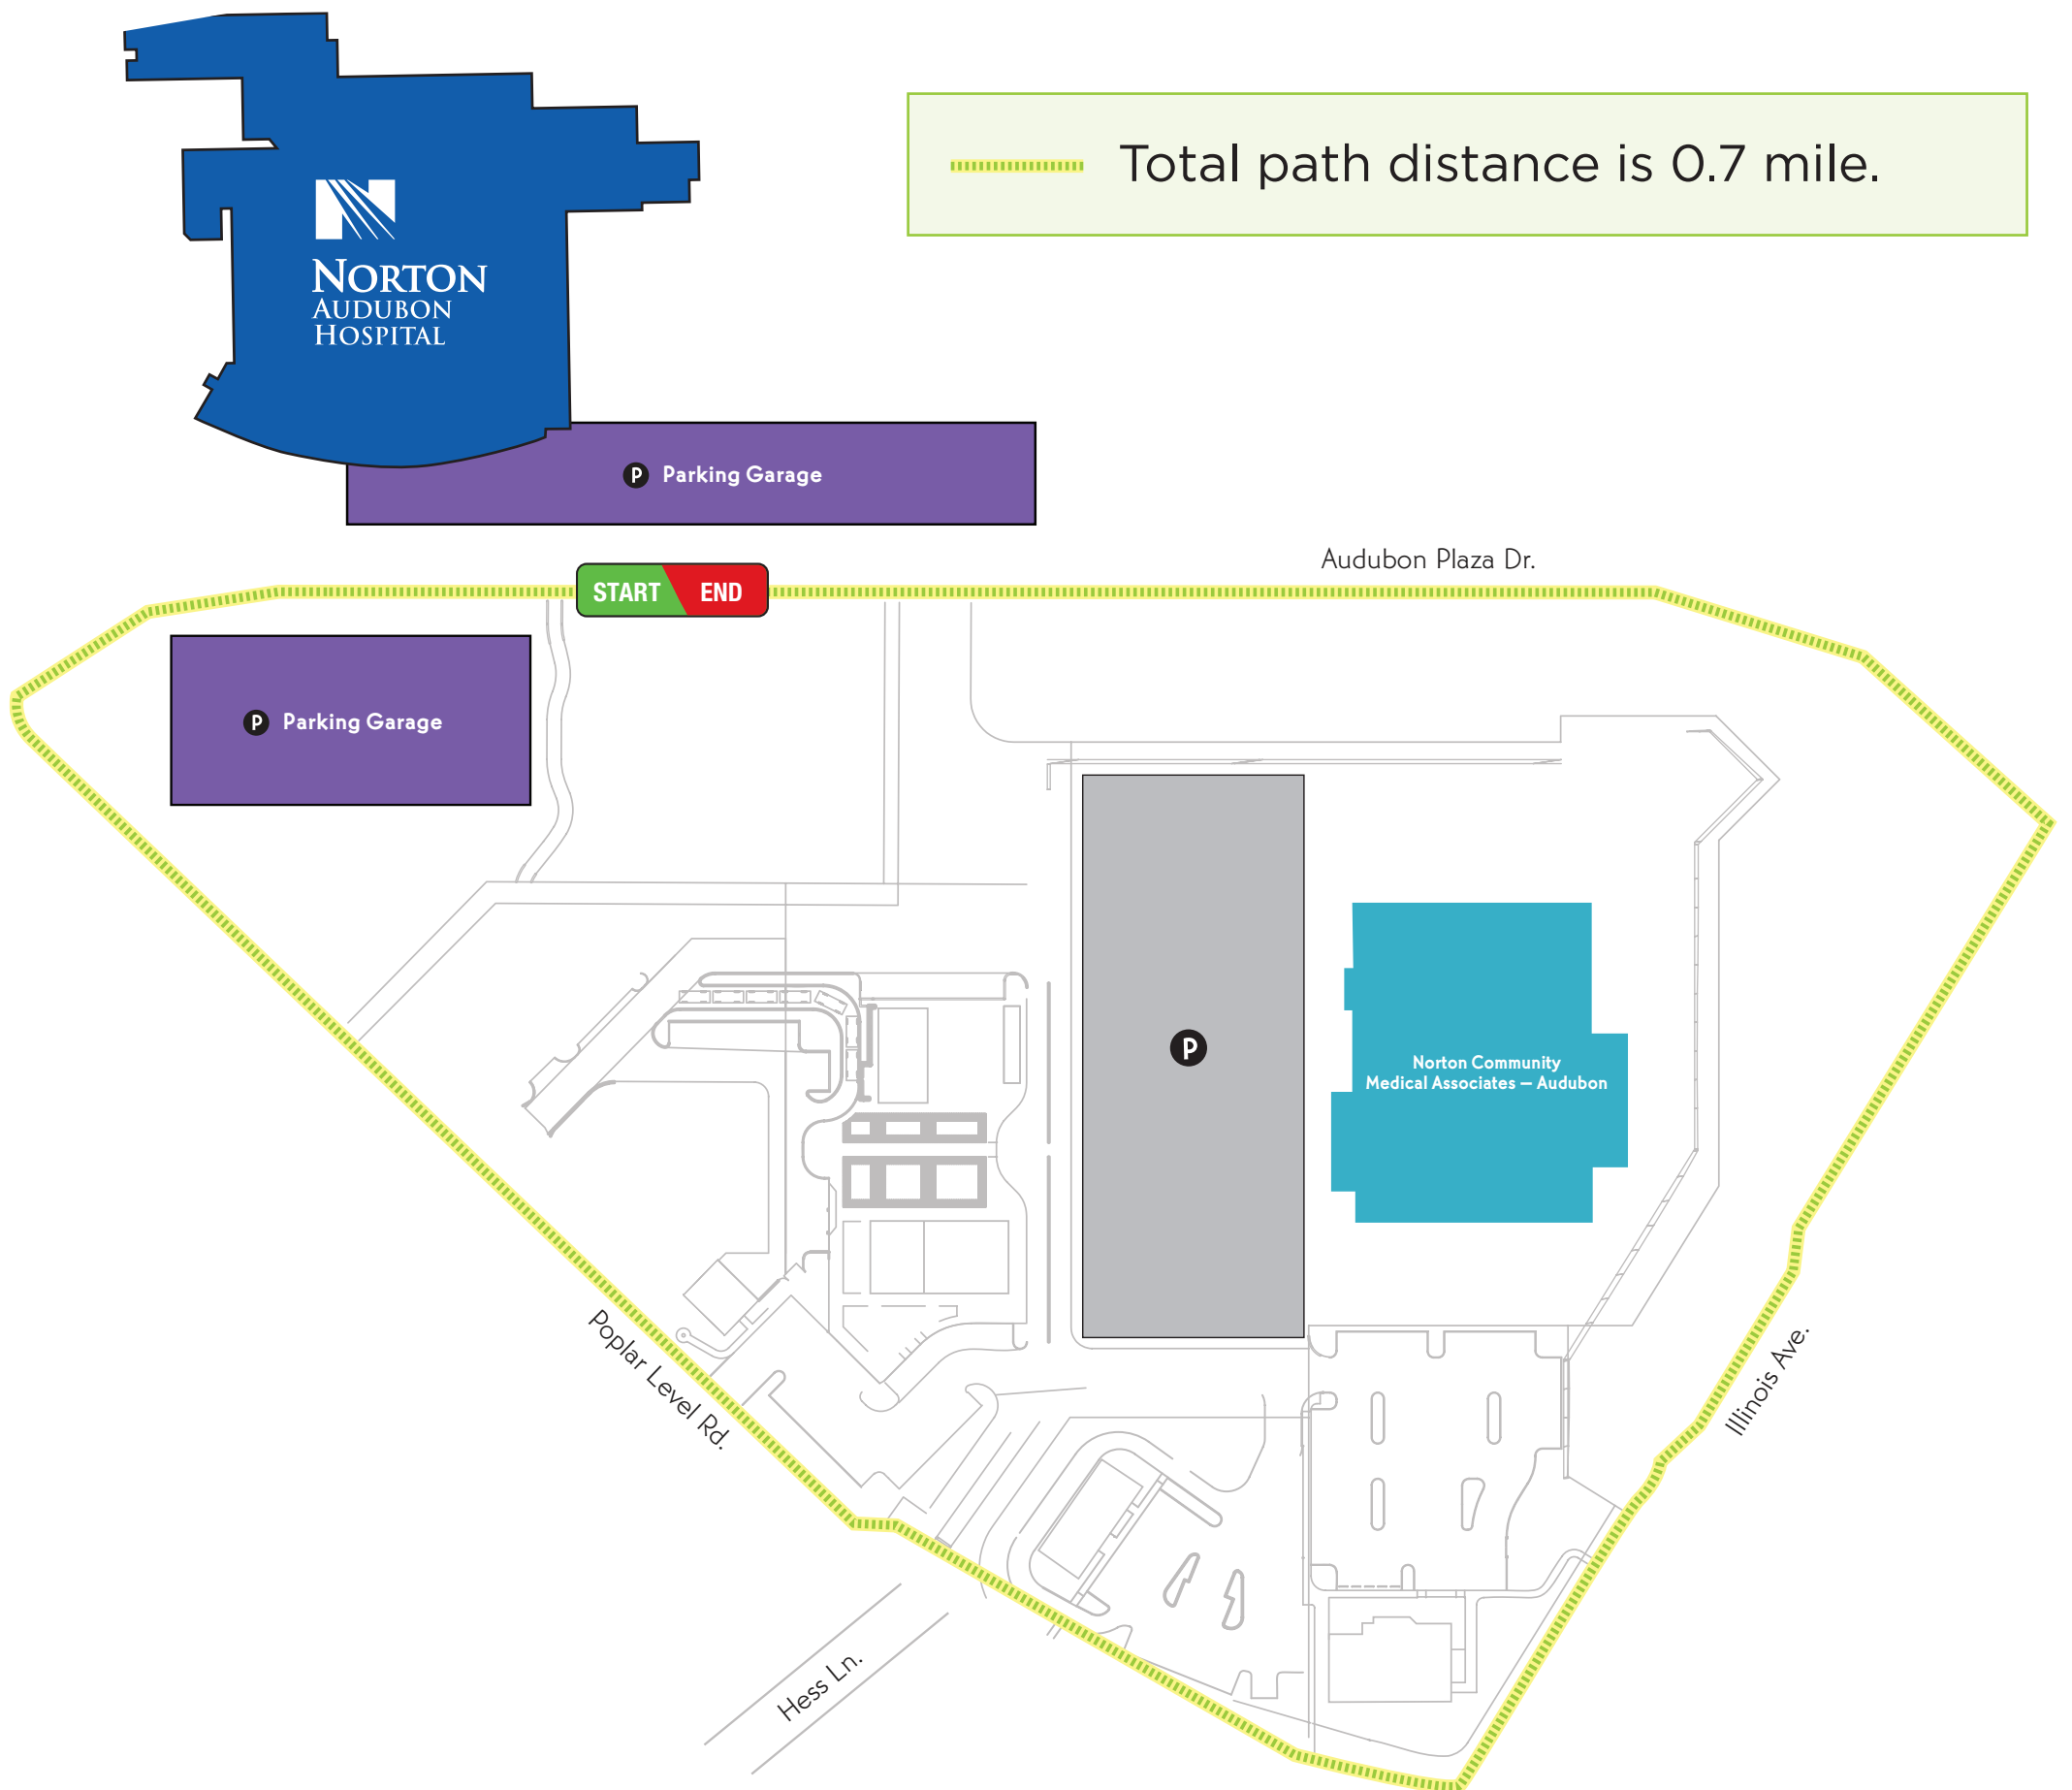 Total path distance is 0.7 mile.
NORTON
AUDUBON
HOSPITAL
P Parking Garage
Audubon Plaza Dr.
START END
P Parking Garage
P
Norton Community
Medical Associates – Audubon
Poplar Level Rd.
Illinois Ave.
Hess Ln.